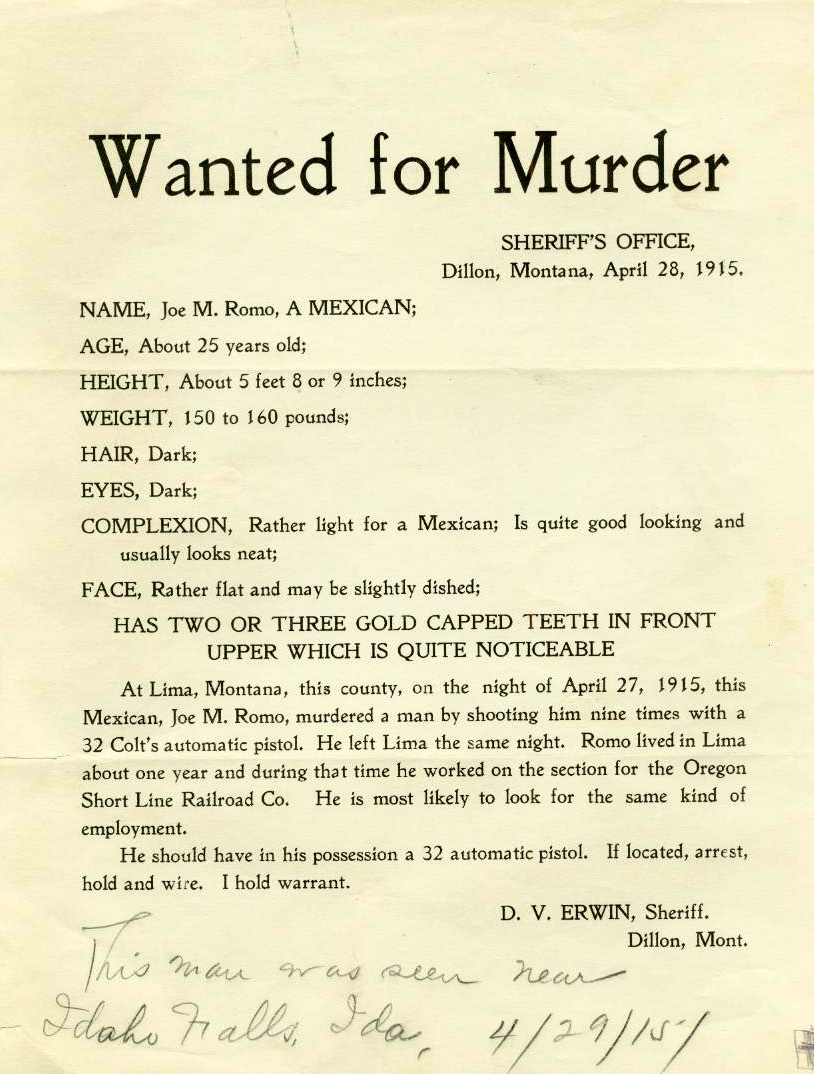 Wanted for Murder
SHERIFF'S OFFICE,
Dillon, Montana, April 28, 1915.
NAME, Joe M. Romo, A MEXICAN;
AGE, About 25 years old;
HEIGHT, About 5 feet 8 or 9 inches;
WEIGHT, 150 to 160 pounds;
HAIR, Dark;
EYES, Dark;
COMPLEXION, Rather light for a Mexican; Is quite good looking and
usually looks neat;
FACE, Rather flat and may be slightly dished;
HAS TWO OR THREE GOLD CAPPED TEETH IN FRONT
UPPER WHICH IS QUITE NOTICEABLE
At Lima, Montana, this county, on the night of April 27, 1915, this
Mexican, Joe M. Romo, murdered a man by shooting him nine times with a
32 Colt's automatic pistol. He left Lima the same night. Romo lived in Lima
about one year and during that time he worked on the section for the Oregon
Short Line Railroad Co. He is most likely to look for the same kind of
employment.
He should have in his possession a 32 automatic pistol. If located, arrest,
hold and wire. I hold warrant.
D. V. ERWIN, Sheriff.
Dillon, Mont.
This man was seen near
Idaho Falls, Ida, 4/29/15/